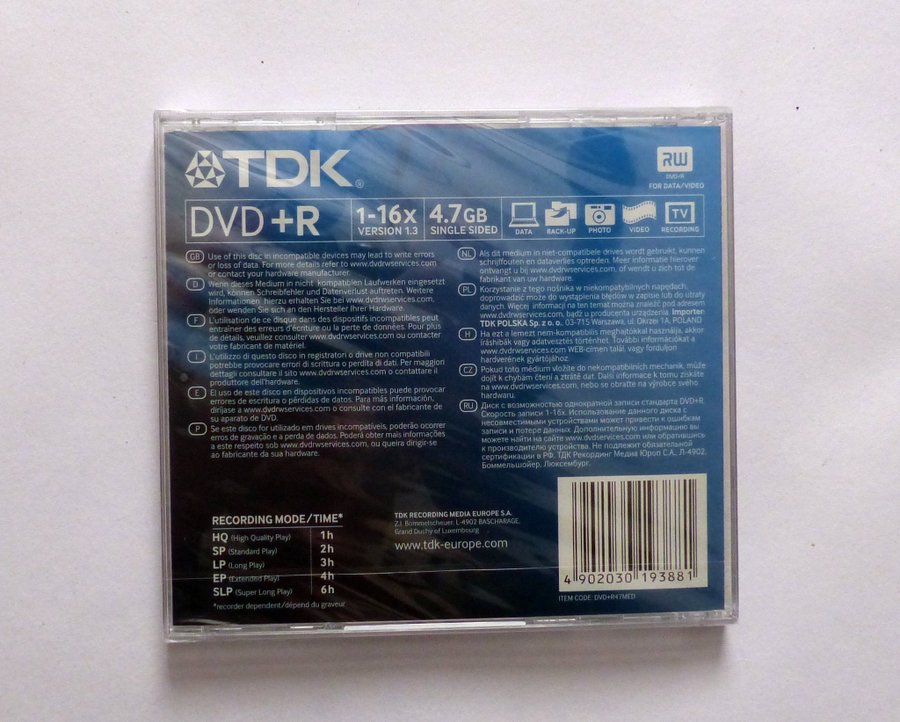 TDK®
RW
DVD+R
FOR DATA/VIDEO
DVD +R
1-16x
VERSION 1.3
4.7GB
SINGLE SIDED
DATA
BACK-UP
PHOTO
VIDEO
TV
RECORDING
GB Use of this disc in incompatible devices may lead to write errors
or loss of data. For more details refer to www.dvdrwservices.com
or contact your hardware manufacturer.
D Wenn dieses Medium in nicht kompatiblen Laufwerken eingesetzt
wird, können Schreibfehler und Datenverlust auftreten. Weitere
Informationen hierzu erhalten Sie bei www.dvdrwservices.com,
oder wenden Sie sich an den Hersteller Ihrer Hardware.
F L'utilisation de ce disque dans des dispositifs incompatibles peut
entraîner des erreurs d'écriture ou la perte de données. Pour plus
de détails, veuillez consulter www.dvdrwservices.com ou contacter
votre fabricant de matériel.
I L'utilizzo di questo disco in registratori o drive non compatibili
potrebbe provocare errori di scrittura o perdita di dati. Per maggiori
dettagli consultare il sito www.dvdrwservices.com o contattare il
produttore dell'hardware.
E El uso de este disco en dispositivos incompatibles puede provocar
errores de escritura o pérdidas de datos. Para más información,
diríjase a www.dvdrwservices.com o consulte con el fabricante de
su aparato de DVD.
P Se este disco for utilizado em drives incompatíveis, poderão ocorrer
erros de gravação e a perda de dados. Poderá obter mais informações
a este respeito sob www.dvdrwservices.com, ou queira dirigir-se
ao fabricante da sua hardware.
NL Als dit medium in niet-compatibele drives wordt gebruikt, kunnen
schrijffouten en dataverlies optreden. Meer informatie hierover
ontvangt u bij www.dvdrwservices.com, of wendt u zich tot de
fabrikant van uw hardware.
PL Korzystanie z tego nośnika w niekompatybilnych napędach,
doprowadzić może do wystąpienia błędów w zapisie lub do utraty
danych. Więcej informacji na ten temat można znaleźć pod adresem
www.dvdrwservices.com, bądź u producenta urządzenia. importer
TDK POLSKA Sp. z o. o. 03-715 Warszawa, ul. Okrzei 1A, POLAND
H Ha ezt a lemezt nem-kompatibilis meghajtókhoz használja, akkor
íráshibák vagy adatvesztés történhet. További információkat a
www.dvdrwservices.com WEB-címen talál, vagy forduljon
hardverének gyártójához.
CZ Pokud toto médium vložíte do nekompatibilních mechanik, může
dojít k chybám čtení a ztrátě dat. Dalsi informace k tomu získáte
na www.dvdrwservices.com, nebo se obraťte na výrobce svého
hardwaru.
RU Диск с возможностью однократной записи стандарта DVD+R.
Скорость записи 1-16x. Использование данного диска с
несовместимыми устройствами может привести к ошибкам
записи и потере данных. Дополнительную информацию вы
можете найти на сайте www.dvdservices.com или обратившись
к производителю устройства. Не подлежит обязательной
сертификации в РФ. ТДК Рекординг Медиа Юроп С.А., Л-4902,
Боммельшойер, Люксембург.
RECORDING MODE/TIME*
HQ (High Quality Play) 1h
SP (Standard Play) 2h
LP (Long Play) 3h
EP (Extended Play) 4h
SLP (Super Long Play) 6h
*recorder dependent/dépend du graveur
TDK RECORDING MEDIA EUROPE S.A.
Z.I. Bommelscheuer, L-4902 BASCHARAGE,
Grand Duchy of Luxembourg
www.tdk-europe.com
4 902030 193881
ITEM CODE: DVD+R47MED